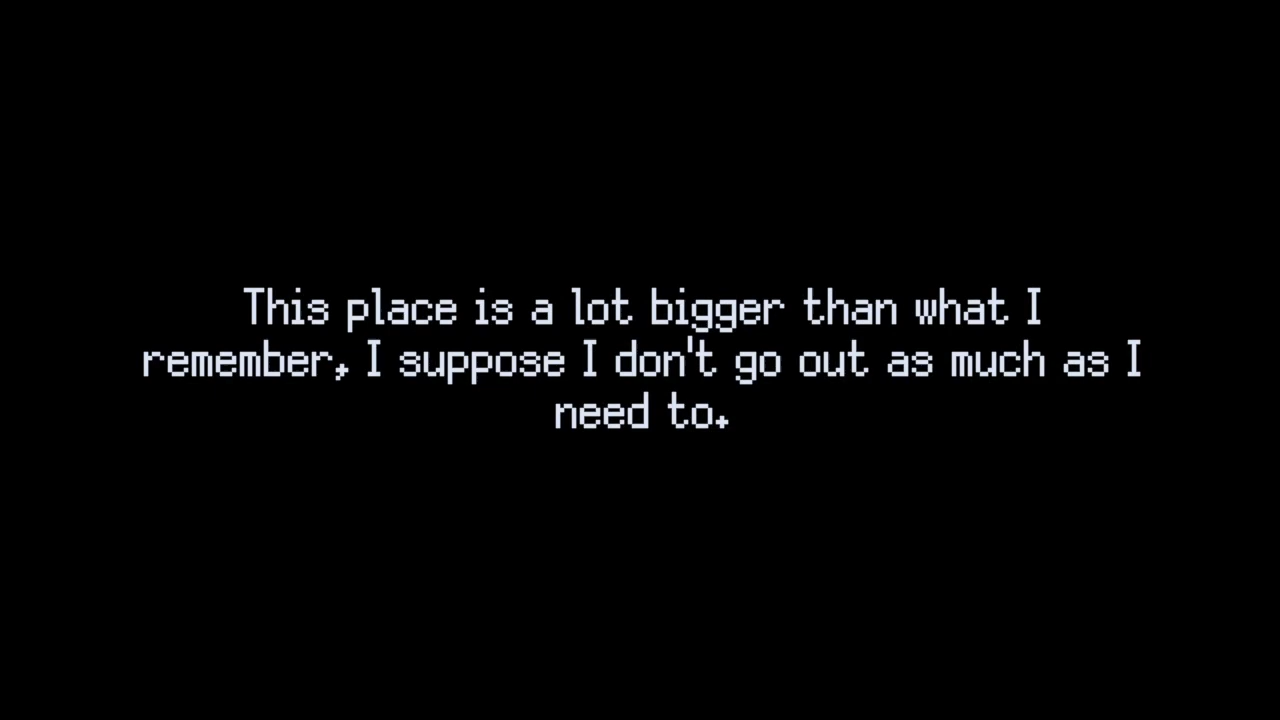 This place is a lot bigger than what I
remember, I suppose I don't go out as much as I
need to.